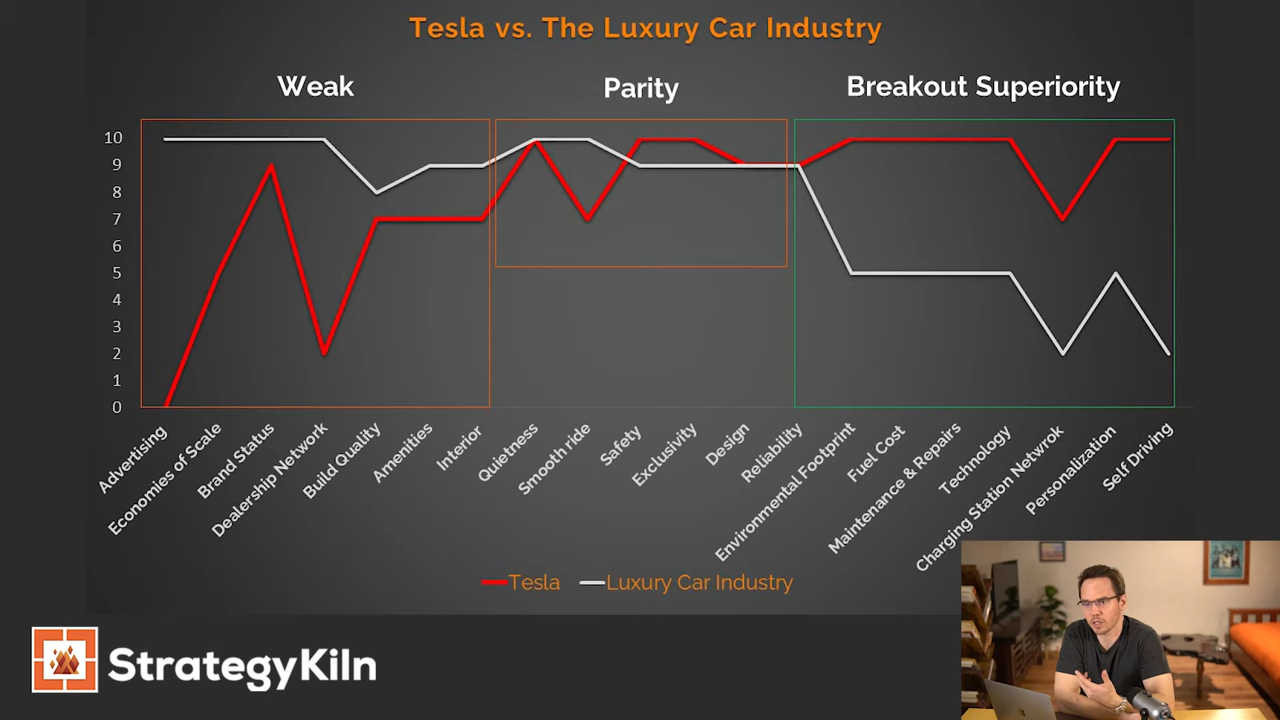 Tesla vs. The Luxury Car Industry
Weak
Parity
Breakout Superiority
10
9
8
7
6
5
4
3
2
1
0
Advertising
Economies of Scale
Brand Status
Dealership Network
Build Quality
Amenities
Interior
Quietness
Smooth ride
Safety
Exclusivity
Design
Reliability
Environmental Footprint
Fuel Cost
Maintenance & Repairs
Technology
Charging Station Netwrok
Personalization
Self Driving
Tesla
Luxury Car Industry
StrategyKiln